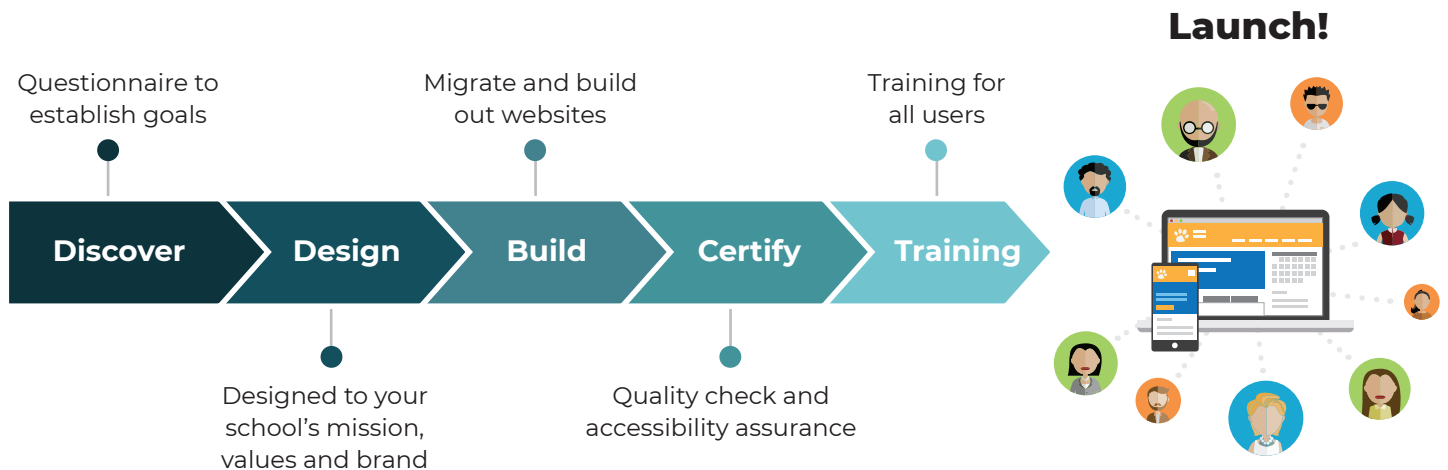 Launch!
Questionnaire to
establish goals
Migrate and build
out websites
Training for
all users
Discover
Design
Build
Certify
Training
Designed to your
school’s mission,
values and brand
Quality check and
accessibility assurance